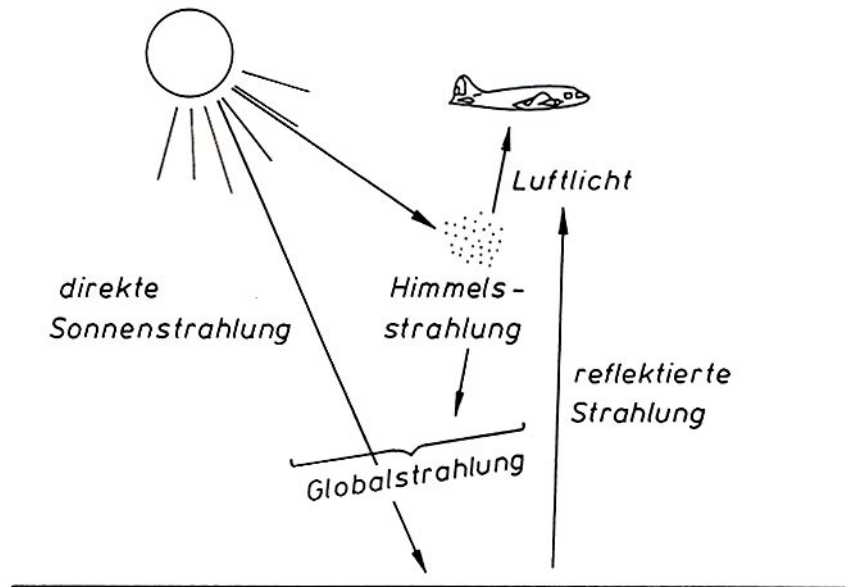 Luftlicht
direkte
Sonnenstrahlung
Himmels-
strahlung
reflektierte
Strahlung
Globalstrahlung